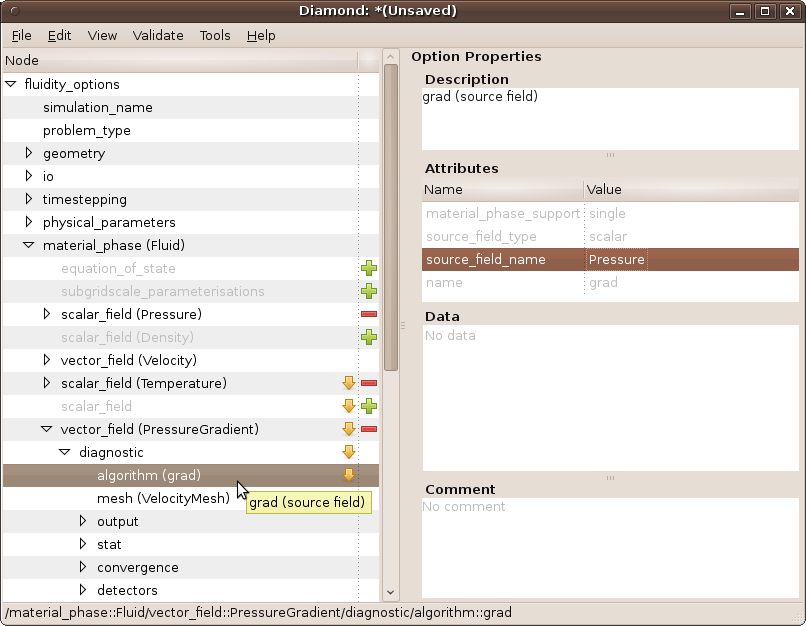 Diamond: *(Unsaved)
File Edit View Validate Tools Help
Node
fluidity_options
simulation_name
problem_type
geometry
io
timestepping
physical_parameters
material_phase (Fluid)
equation_of_state
subgridscale_parameterisations
scalar_field (Pressure)
scalar_field (Density)
vector_field (Velocity)
scalar_field (Temperature)
scalar_field
vector_field (PressureGradient)
diagnostic
algorithm (grad)
mesh (VelocityMesh)
grad (source field)
output
stat
convergence
detectors
Option Properties
Description
grad (source field)
Attributes
Name Value
material_phase_support single
source_field_type scalar
source_field_name Pressure
name grad
Data
No data
Comment
No comment
/material_phase::Fluid/vector_field::PressureGradient/diagnostic/algorithm::grad